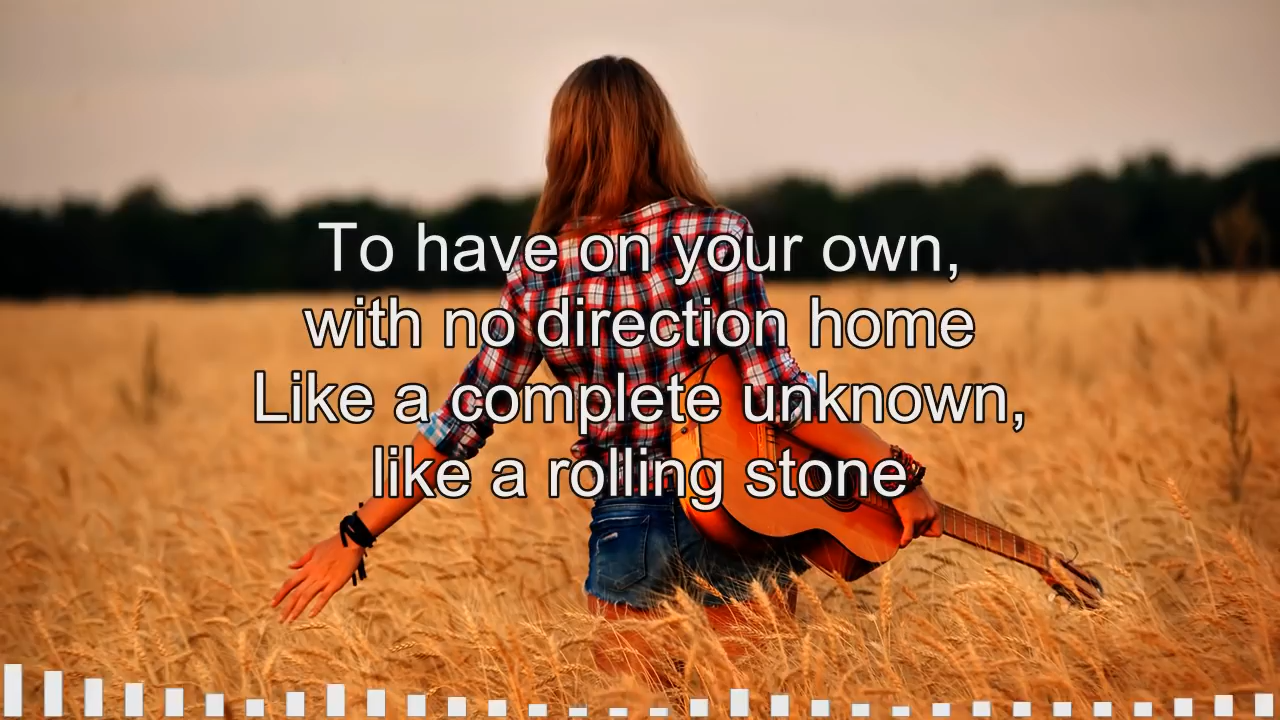 To have on your own,
with no direction home
Like a complete unknown,
like a rolling stone